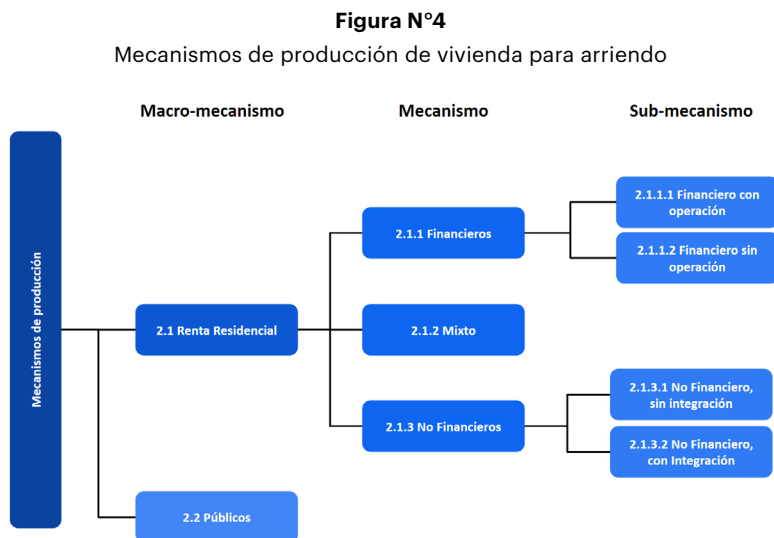 Figura N°4
Mecanismos de producción de vivienda para arriendo
Macro-mecanismo
Mecanismo
Sub-mecanismo
Mecanismos de producción
2.1 Renta Residencial
2.2 Públicos
2.1.1 Financieros
2.1.2 Mixto
2.1.3 No Financieros
2.1.1.1 Financiero con
operación
2.1.1.2 Financiero sin
operación
2.1.3.1 No Financiero,
sin integración
2.1.3.2 No Financiero,
con Integración